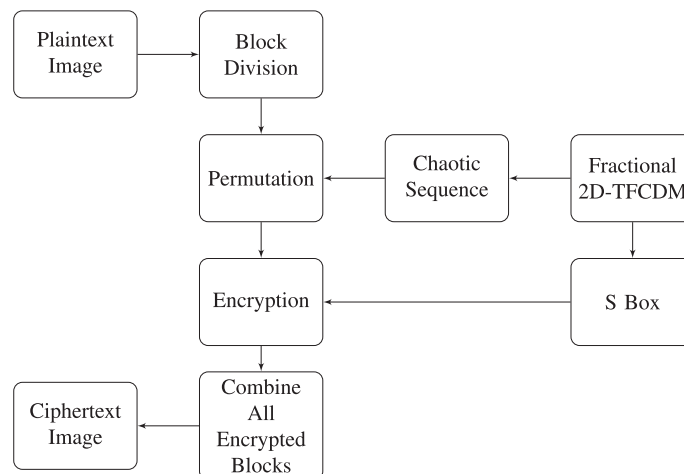 Plaintext
Image
Block
Division
Permutation
Chaotic
Sequence
Fractional
2D-TFCDM
Encryption
S Box
Ciphertext
Image
Combine
All
Encrypted
Blocks